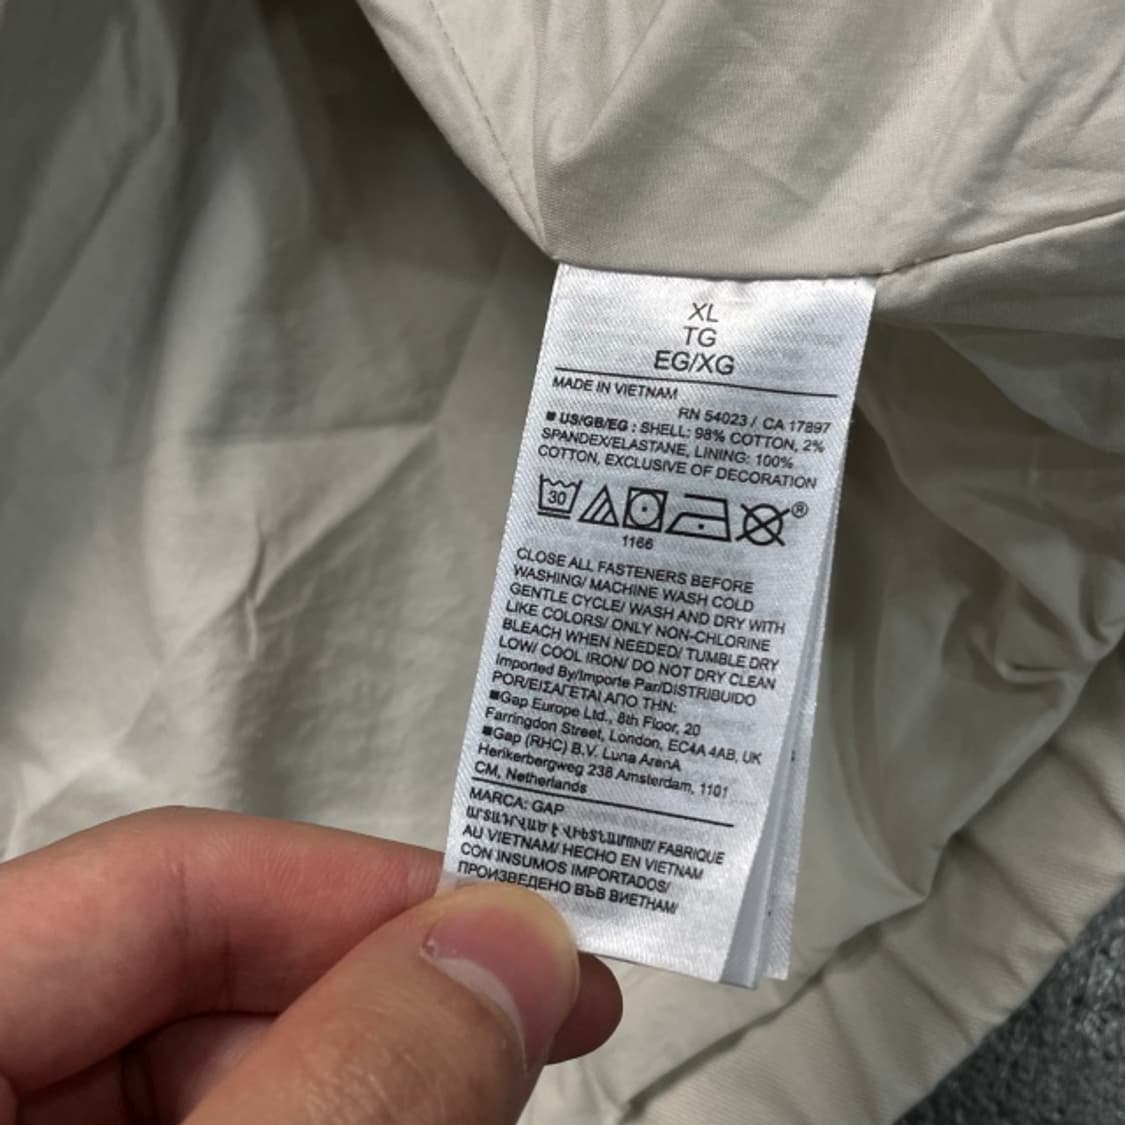 XL
TG
EG/XG
MADE IN VIETNAM
RN 54023 / CA 17897
■ US/GB/EG : SHELL: 98% COTTON, 2%
SPANDEX/ELASTANE, LINING: 100%
COTTON, EXCLUSIVE OF DECORATION
30
®
1166
CLOSE ALL FASTENERS BEFORE
WASHING/ MACHINE WASH COLD
GENTLE CYCLE/ WASH AND DRY WITH
LIKE COLORS/ ONLY NON-CHLORINE
BLEACH WHEN NEEDED/ TUMBLE DRY
LOW/ COOL IRON/ DO NOT DRY CLEAN
Imported By/Importe Par/DISTRIBUIDO
POR/ΕΙΣΑΓΕΤΑΙ ΑΠΟ ΤΗΝ:
■Gap Europe Ltd., 8th Floor, 20
Farringdon Street, London, EC4A 4AB, UK
■Gap (RHC) B.V. Luna ArenA
Herikerbergweg 238 Amsterdam, 1101
CM, Netherlands
MARCA: GAP
ԱՐՏԱԴՐՎԱԾ Է ՎԻԵՏՆԱՄՈՒՄ/ FABRIQUE
AU VIETNAM/ HECHO EN VIETNAM
CON INSUMOS IMPORTADOS/
ПРОИЗВЕДЕНО ВЪВ ВИЕТНАМ/